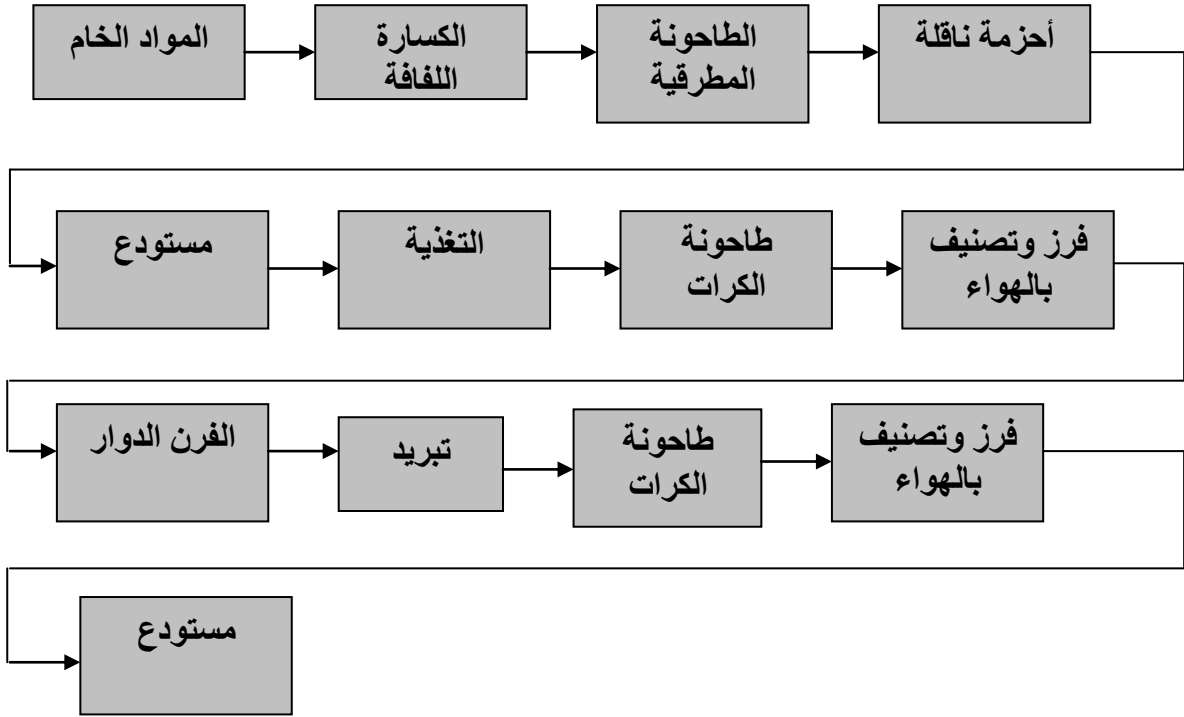 المواد الخام
الكسارة
اللفافة
الطاحونة
المطرقية
أحزمة ناقلة
مستودع
التغذية
طاحونة
الكرات
فرز وتصنيف
بالهواء
الفرن الدوار
تبريد
طاحونة
الكرات
فرز وتصنيف
بالهواء
مستودع